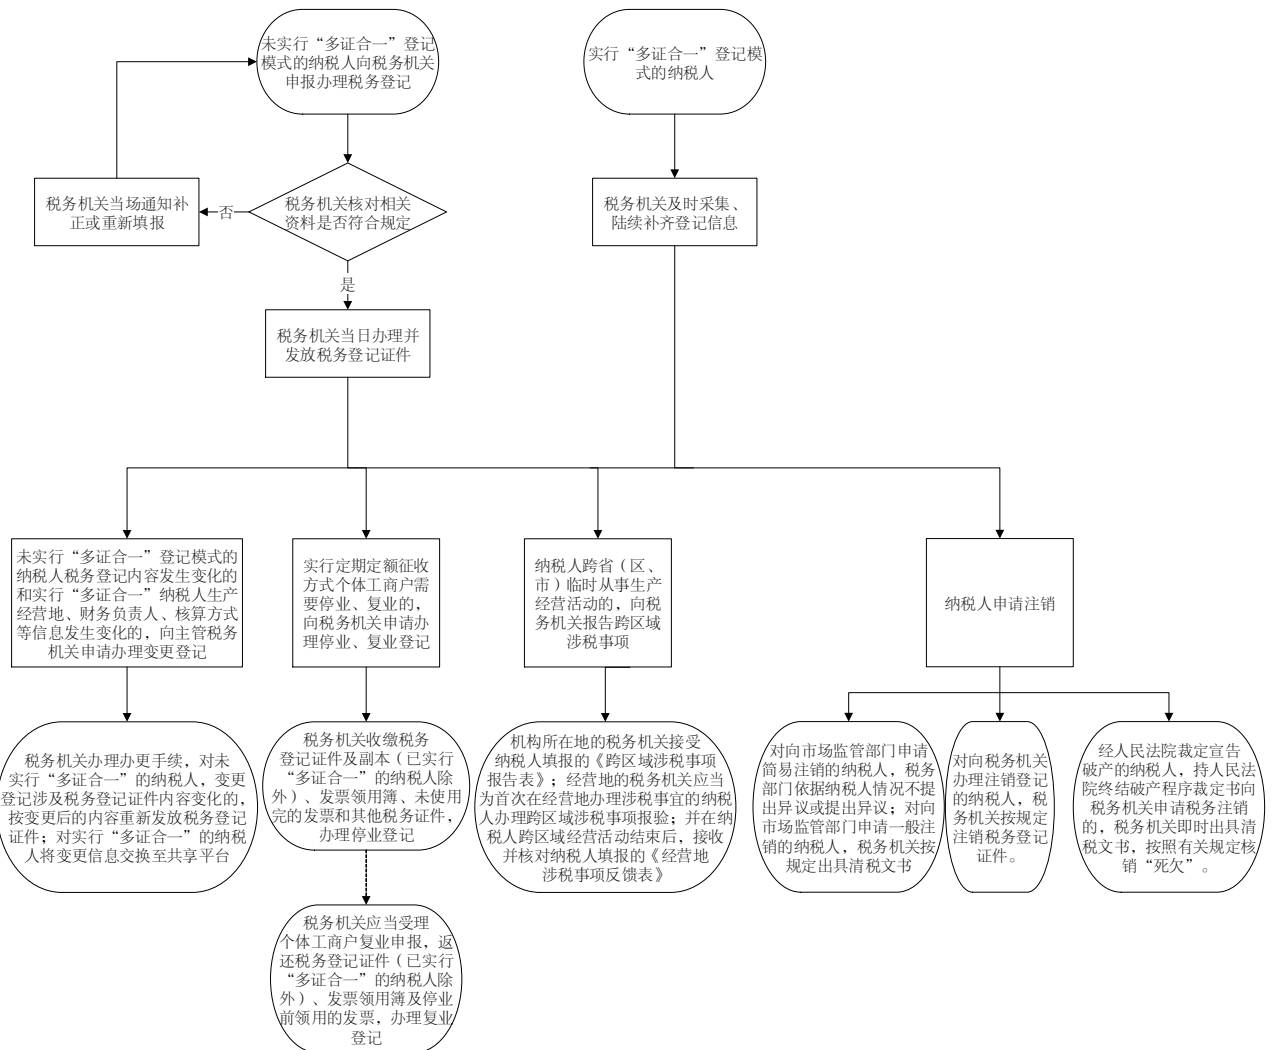 未实行“多证合一”登记
模式的纳税人向税务机关
申报办理税务登记
实行“多证合一”登记模
式的纳税人
税务机关当场通知补
正或重新填报
否
税务机关核对相关
资料是否符合规定
税务机关及时采集、
陆续补齐登记信息
是
税务机关当日办理并
发放税务登记证件
未实行“多证合一”登记模式的
纳税人税务登记内容发生变化的
和实行“多证合一”纳税人生产
经营地、财务负责人、核算方式
等信息发生变化的，向主管税务
机关申请办理变更登记
实行定期定额征收
方式个体工商户需
要停业、复业的，
向税务机关申请办
理停业、复业登记
纳税人跨省（区、
市）临时从事生产
经营活动的，向税
务机关报告跨区域
涉税事项
纳税人申请注销
税务机关办理办更手续，对未
实行“多证合一”的纳税人，变更
登记涉及税务登记证件内容变化的，
按变更后的内容重新发放税务登记
证件；对实行“多证合一”的纳税
人将变更信息交换至共享平台
税务机关收缴税务
登记证件及副本（已实行
“多证合一”的纳税人除
外）、发票领用簿、未使用
完的发票和其他税务证件，
办理停业登记
机构所在地的税务机关接受
纳税人填报的《跨区域涉税事项
报告表》；经营地的税务机关应当
为首次在经营地办理涉税事宜的纳税
人办理跨区域涉税事项报验；并在纳
税人跨区域经营活动结束后，接收
并核对纳税人填报的《经营地
涉税事项反馈表》
对向市场监管部门申请
简易注销的纳税人，税务
部门依据纳税人情况不提
出异议或提出异议；对向
市场监管部门申请一般注
销的纳税人，税务机关按
规定出具清税文书
对向税务机关
办理注销登记
的纳税人，税
务机关按规定
注销税务登记
证件。
经人民法院裁定宣告
破产的纳税人，持人民法
院终结破产程序裁定书向
税务机关申请税务注销
的，税务机关即时出具清
税文书，按照有关规定核
销“死欠”。
税务机关应当受理
个体工商户复业申报，返
还税务登记证件（已实行
“多证合一”的纳税人除
外）、发票领用簿及停业
前领用的发票，办理复业
登记